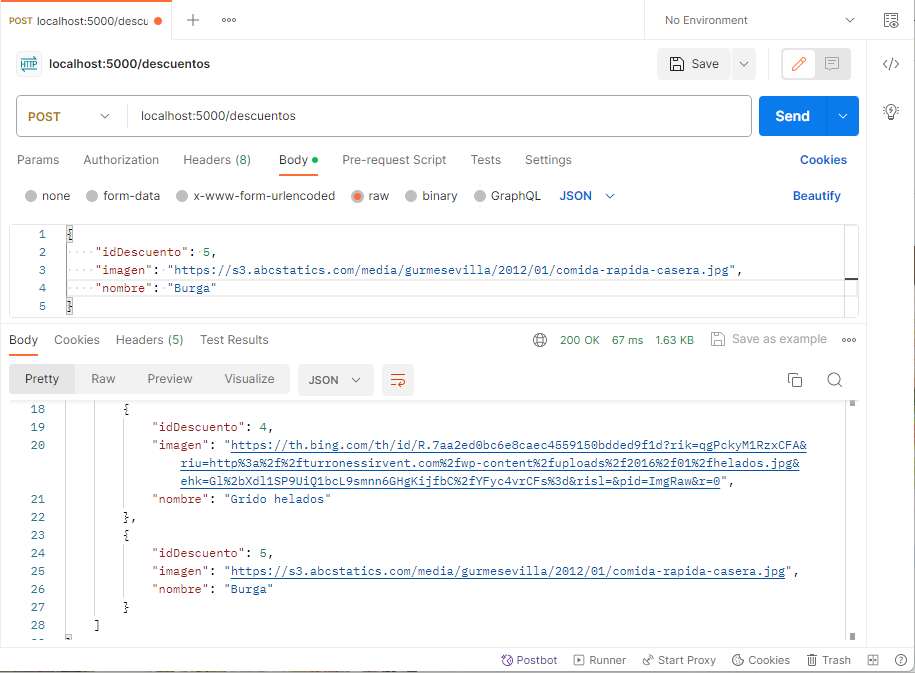 POST localhost:5000/descu
No Environment
localhost:5000/descuentos
Save
POST localhost:5000/descuentos
Send
Params Authorization Headers (8) Body Pre-request Script Tests Settings Cookies
none form-data x-www-form-urlencoded raw binary GraphQL JSON Beautify
1 {
2 "idDescuento": 5,
3 "imagen": "https://s3.abcstatics.com/media/gurmesevilla/2012/01/comida-rapida-casera.jpg",
4 "nombre": "Burga"
5 }
Body Cookies Headers (5) Test Results 200 OK 67 ms 1.63 KB Save as example
Pretty Raw Preview Visualize JSON
18 {
19 "idDescuento": 4,
20 "imagen": "https://th.bing.com/th/id/R.7aa2ed0bc6e8caec4559150bdded9f1d?rik=qgPckyM1RzxCFA&
riu=http%3a%2f%2fturronessirvent.com%2fwp-content%2fuploads%2f2016%2f01%2fhelados.jpg&
ehk=Gl%2bXdl1SP9UiQ1bcL9smnn6GHgKijfbC%2fYFyc4vrCFs%3d&risl=&pid=ImgRaw&r=0",
21 "nombre": "Grido helados"
22 },
23 {
24 "idDescuento": 5,
25 "imagen": "https://s3.abcstatics.com/media/gurmesevilla/2012/01/comida-rapida-casera.jpg",
26 "nombre": "Burga"
27 }
28 ]
Postbot Runner Start Proxy Cookies Trash